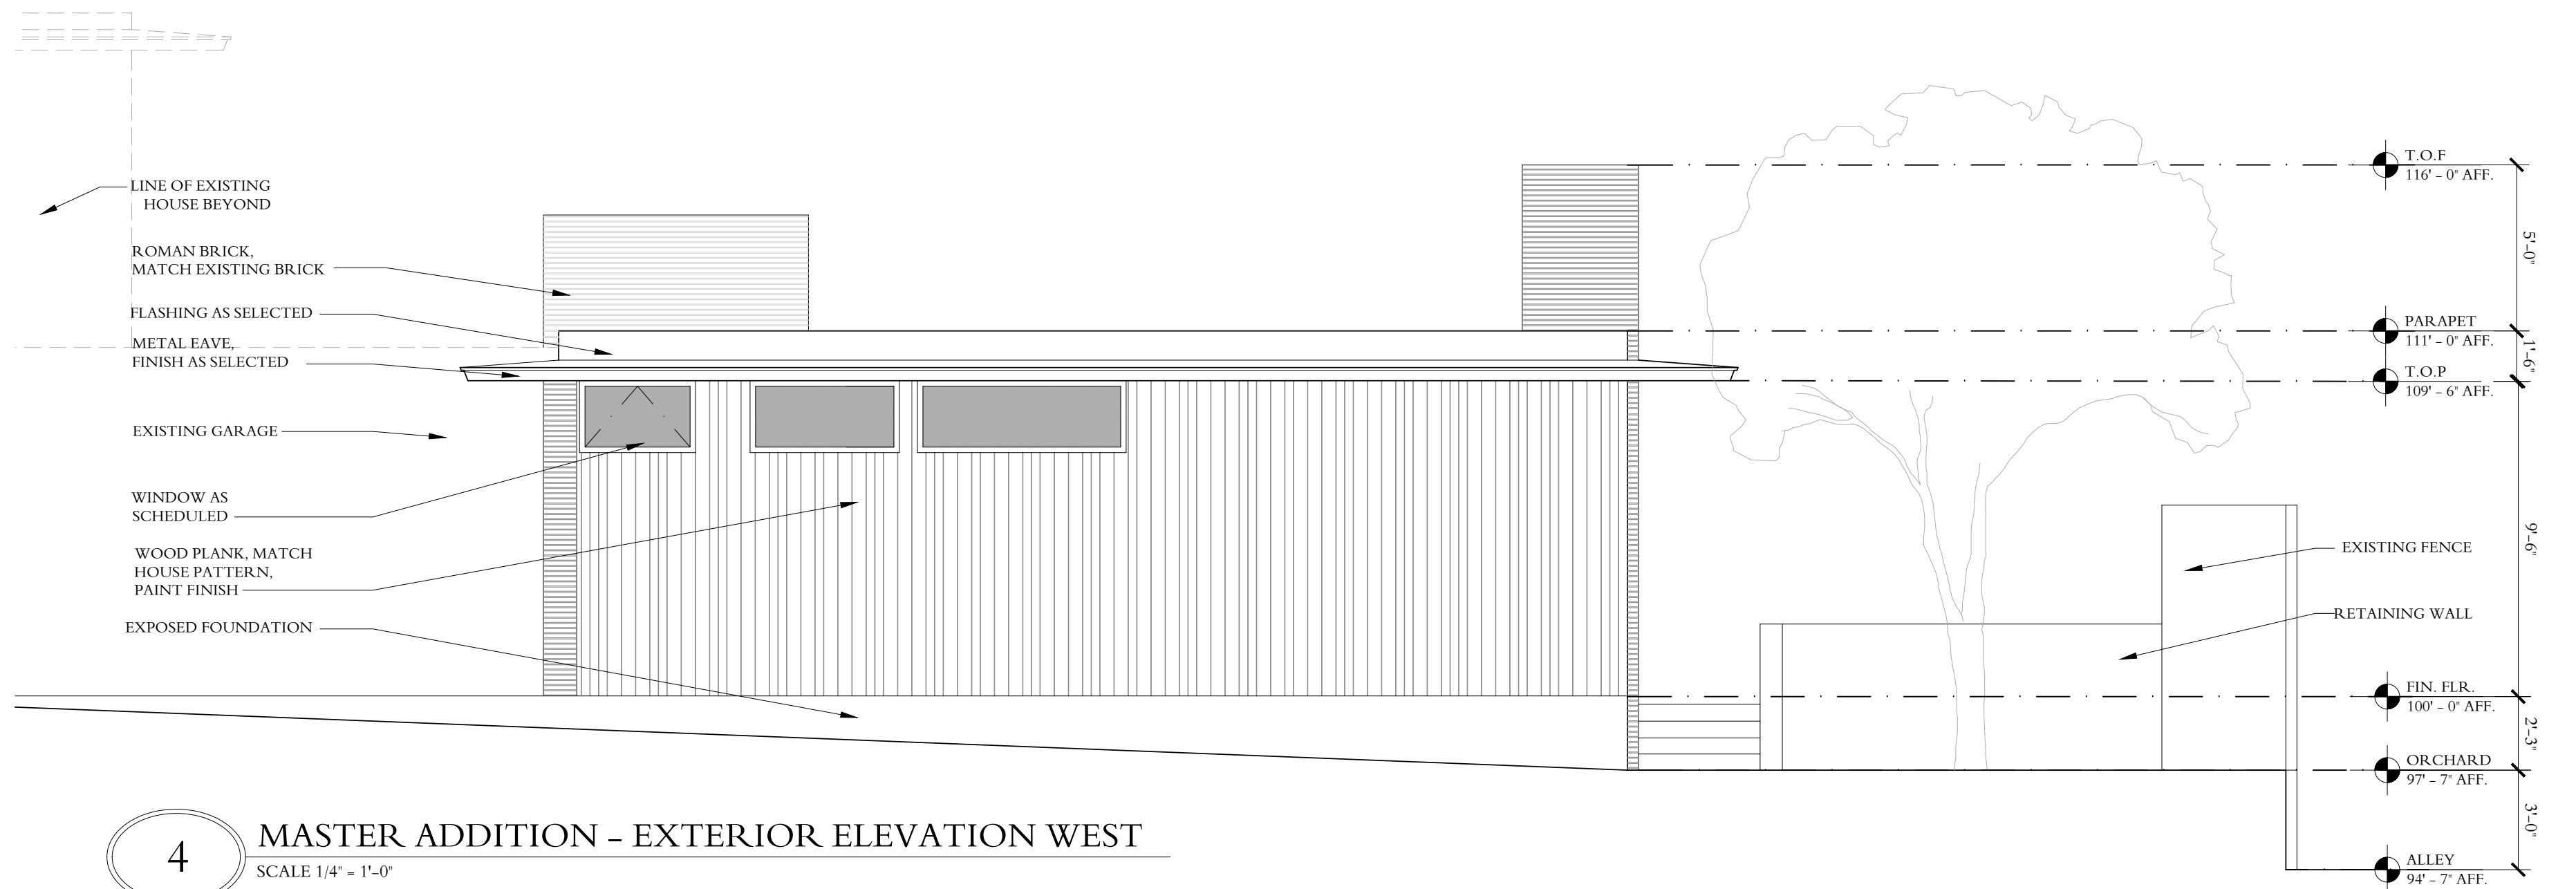 LINE OF EXISTING
HOUSE BEYOND
ROMAN BRICK,
MATCH EXISTING BRICK
FLASHING AS SELECTED
METAL EAVE,
FINISH AS SELECTED
EXISTING GARAGE
WINDOW AS
SCHEDULED
WOOD PLANK, MATCH
HOUSE PATTERN,
PAINT FINISH
EXPOSED FOUNDATION
T.O.F
116' - 0" AFF.
5'-0"
PARAPET
111' - 0" AFF.
1'-6"
T.O.P
109' - 6" AFF.
9'-6"
EXISTING FENCE
RETAINING WALL
FIN. FLR.
100' - 0" AFF.
2'-3"
ORCHARD
97' - 7" AFF.
3'-0"
ALLEY
94' - 7" AFF.
4
MASTER ADDITION - EXTERIOR ELEVATION WEST
SCALE 1/4" = 1'-0"